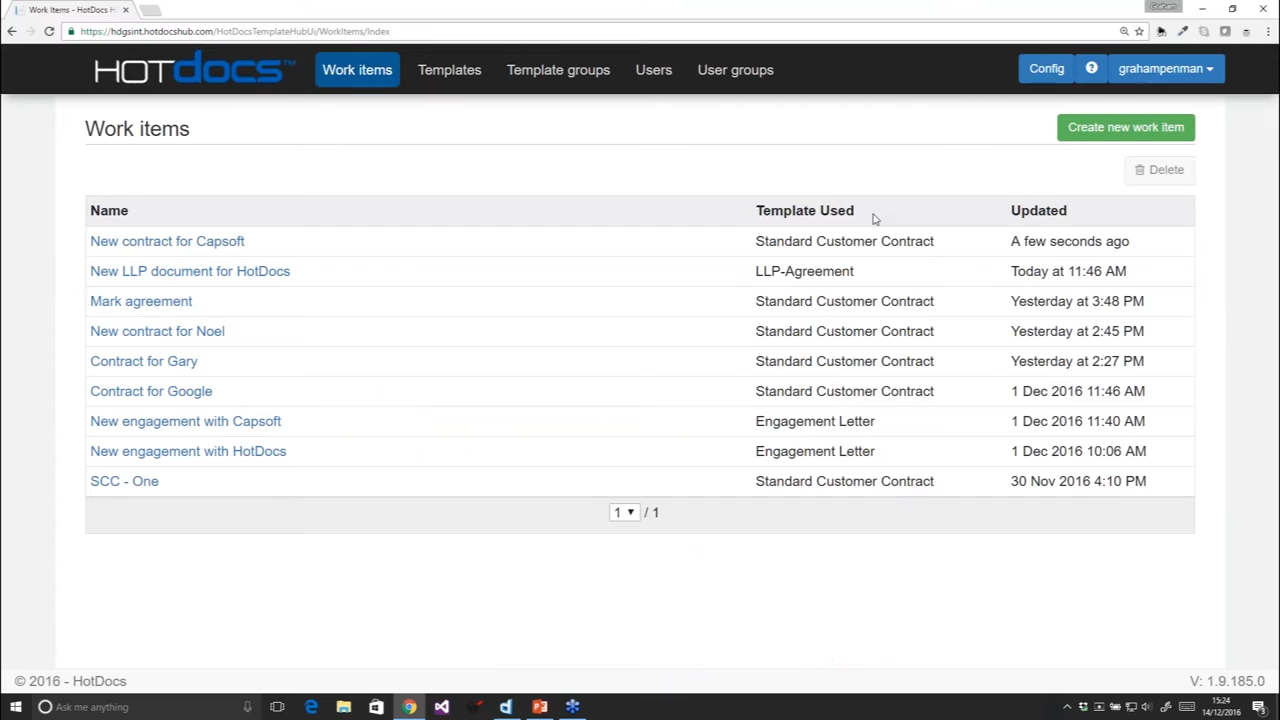 Work Items - HotDocs H
Graham
https://hdgsint.hotdocshub.com/HotDocsTemplateHubUi/WorkItems/Index
HOTdocs™ Work items Templates Template groups Users User groups Config ? grahampenman
Work items Create new work item
Delete
Name Template Used Updated
New contract for Capsoft Standard Customer Contract A few seconds ago
New LLP document for HotDocs LLP-Agreement Today at 11:46 AM
Mark agreement Standard Customer Contract Yesterday at 3:48 PM
New contract for Noel Standard Customer Contract Yesterday at 2:45 PM
Contract for Gary Standard Customer Contract Yesterday at 2:27 PM
Contract for Google Standard Customer Contract 1 Dec 2016 11:46 AM
New engagement with Capsoft Engagement Letter 1 Dec 2016 11:40 AM
New engagement with HotDocs Engagement Letter 1 Dec 2016 10:06 AM
SCC - One Standard Customer Contract 30 Nov 2016 4:10 PM
1 / 1
© 2016 - HotDocs V: 1.9.185.0
Ask me anything 15:24
14/12/2016